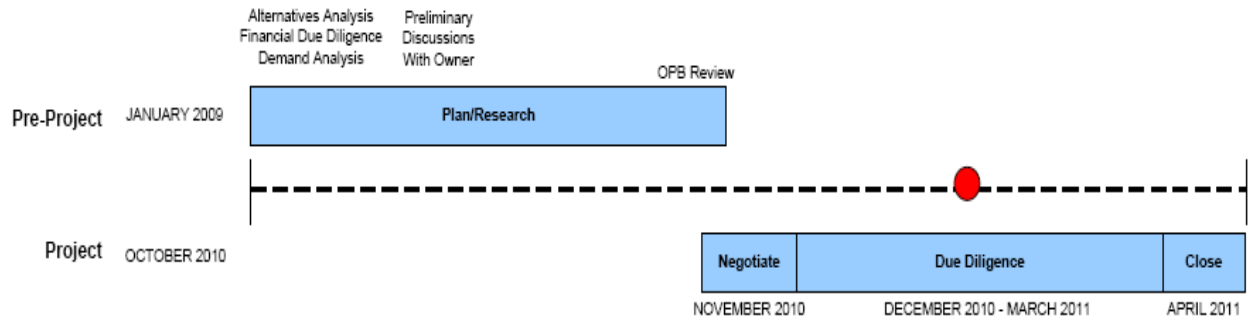 Alternatives Analysis
Financial Due Diligence
Demand Analysis
Preliminary
Discussions
With Owner
OPB Review
Pre-Project
JANUARY 2009
Plan/Research
Project
OCTOBER 2010
Negotiate
Due Diligence
Close
NOVEMBER 2010
DECEMBER 2010 - MARCH 2011
APRIL 2011